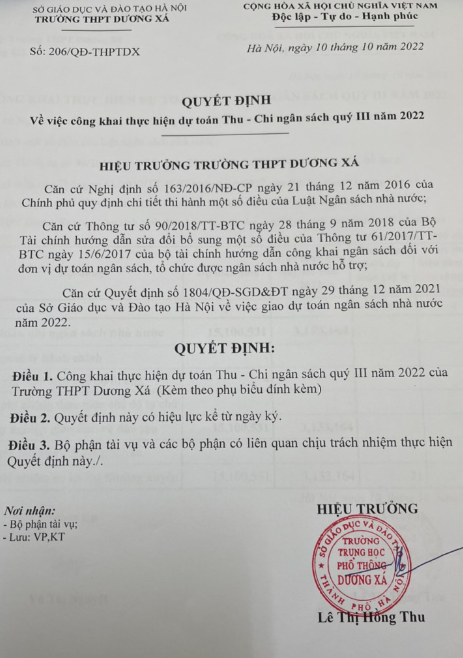 SỞ GIÁO DỤC VÀ ĐÀO TẠO HÀ NỘI
TRƯỜNG THPT DƯƠNG XÁ
CỘNG HÒA XÃ HỘI CHỦ NGHĨA VIỆT NAM
Độc lập - Tự do - Hạnh phúc
Số: 206/QĐ-THPTDX
Hà Nội, ngày 10 tháng 10 năm 2022
QUYẾT ĐỊNH
Về việc công khai thực hiện dự toán Thu - Chi ngân sách quý III năm 2022
HIỆU TRƯỞNG TRƯỜNG THPT DƯƠNG XÁ
Căn cứ Nghị định số 163/2016/NĐ-CP ngày 21 tháng 12 năm 2016 của
Chính phủ quy định chi tiết thi hành một số điều của Luật Ngân sách nhà nước;
Căn cứ Thông tư số 90/2018/TT-BTC ngày 28 tháng 9 năm 2018 của Bộ
Tài chính hướng dẫn sửa đổi bổ sung một số điều của Thông tư 61/2017/TT-
BTC ngày 15/6/2017 của bộ tài chính hướng dẫn công khai ngân sách đối với
đơn vị dự toán ngân sách, tổ chức được ngân sách nhà nước hỗ trợ;
Căn cứ Quyết định số 1804/QĐ-SGD&ĐT ngày 29 tháng 12 năm 2021
của Sở Giáo dục và Đào tạo Hà Nội về việc giao dự toán ngân sách nhà nước
năm 2022.
QUYẾT ĐỊNH:
Điều 1. Công khai thực hiện dự toán Thu - Chi ngân sách quý III năm 2022 của
Trường THPT Dương Xá (Kèm theo phụ biểu đính kèm)
Điều 2. Quyết định này có hiệu lực kể từ ngày ký.
Điều 3. Bộ phận tài vụ và các bộ phận có liên quan chịu trách nhiệm thực hiện
Quyết định này./.
Nơi nhận:
- Bộ phận tài vụ;
- Lưu: VP,KT
HIỆU TRƯỞNG
SỞ GIÁO DỤC VÀ ĐÀO TẠO
TRƯỜNG
TRUNG HỌC
PHỔ THÔNG
DƯƠNG XÁ
THÀNH PHỐ HÀ NỘI
Lê Thị Hồng Thu